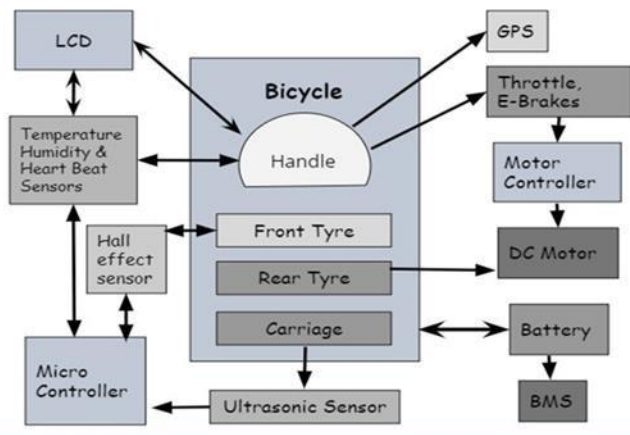 LCD
GPS
Bicycle
Throttle,
E-Brakes
Temperature
Humidity &
Heart Beat
Sensors
Handle
Motor
Controller
Hall
effect
sensor
Front Tyre
DC Motor
Rear Tyre
Carriage
Battery
Micro
Controller
Ultrasonic Sensor
BMS